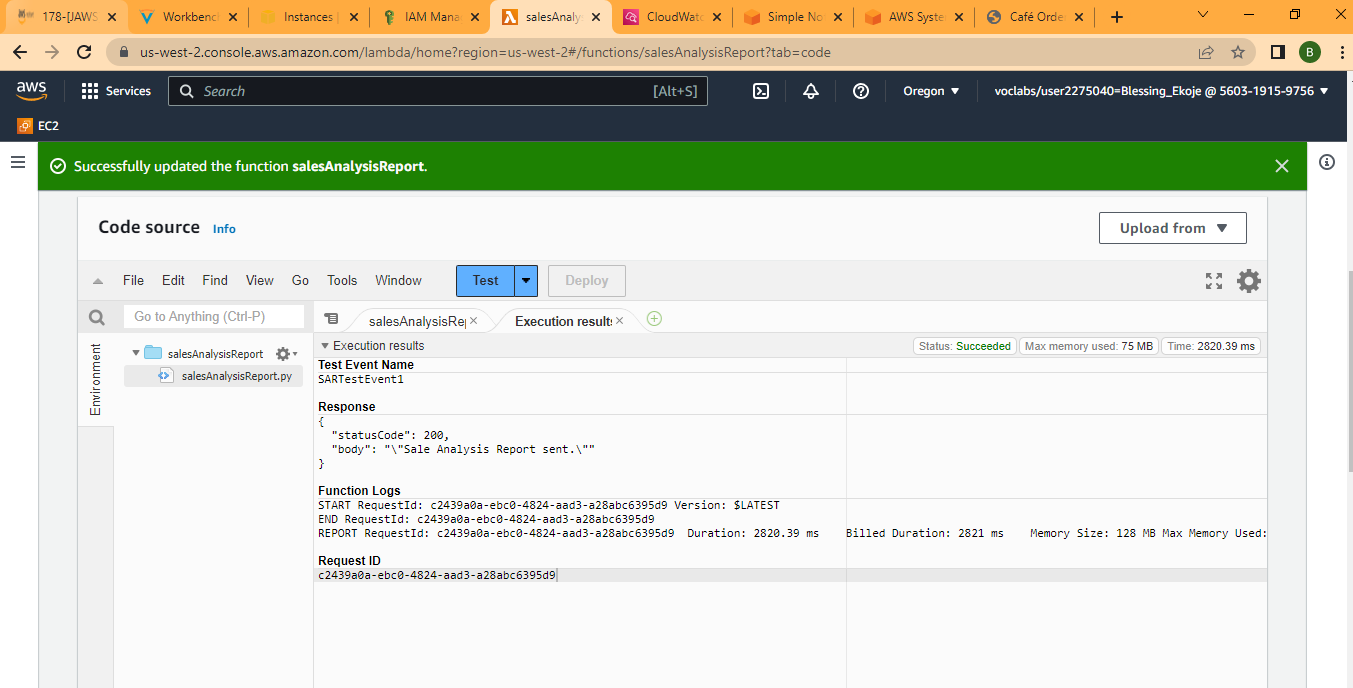 178-[JAWS
Workbench
Instances |
IAM Mana
salesAnaly
CloudWatc
Simple No
AWS Syste
Café Orde
us-west-2.console.aws.amazon.com/lambda/home?region=us-west-2#/functions/salesAnalysisReport?tab=code
B
aws
Services
Search
[Alt+S]
Oregon
voclabs/user2275040=Blessing_Ekoje @ 5603-1915-9756
EC2
Successfully updated the function salesAnalysisReport.
Code source Info
Upload from
File Edit Find View Go Tools Window
Test
Deploy
Go to Anything (Ctrl-P)
salesAnalysisRep
Execution results
Environment
salesAnalysisReport
salesAnalysisReport.py
Execution results
Status: Succeeded
Max memory used: 75 MB
Time: 2820.39 ms
Test Event Name
SARTestEvent1
Response
{
"statusCode": 200,
"body": "\"Sale Analysis Report sent.\""
}
Function Logs
START RequestId: c2439a0a-ebc0-4824-aad3-a28abc6395d9 Version: $LATEST
END RequestId: c2439a0a-ebc0-4824-aad3-a28abc6395d9
REPORT RequestId: c2439a0a-ebc0-4824-aad3-a28abc6395d9 Duration: 2820.39 ms Billed Duration: 2821 ms Memory Size: 128 MB Max Memory Used:
Request ID
c2439a0a-ebc0-4824-aad3-a28abc6395d9